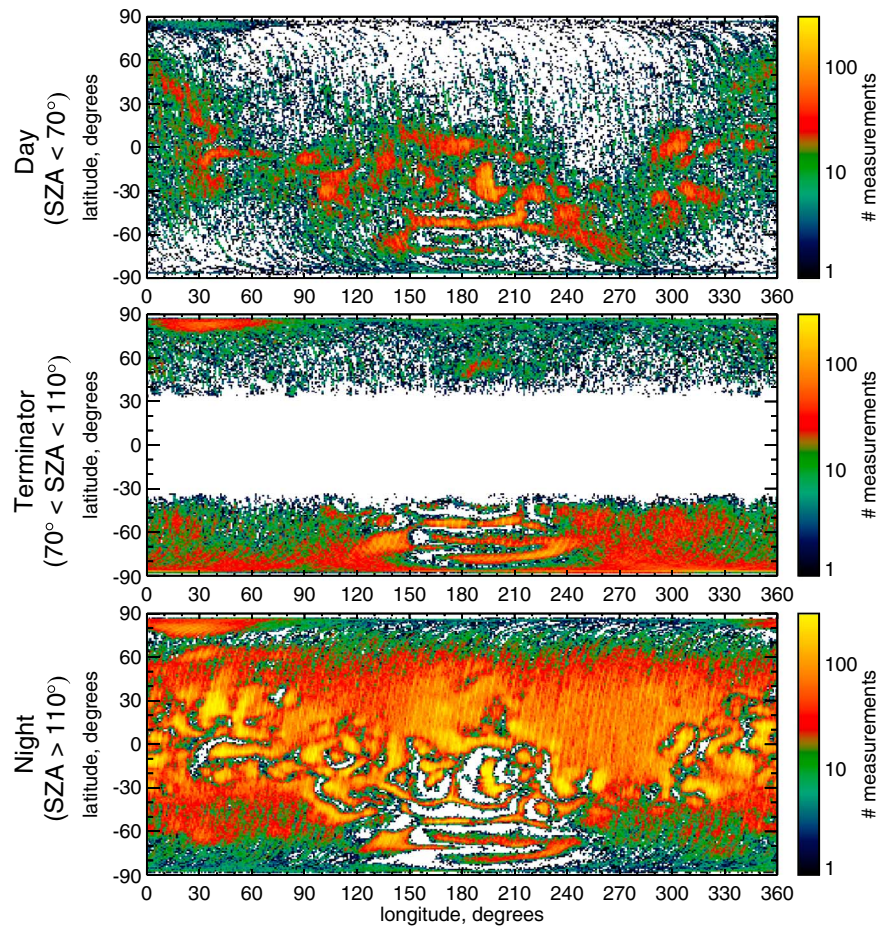 Day
(SZA < 70°)
latitude, degrees
90
60
30
0
-30
-60
-90
0 30 60 90 120 150 180 210 240 270 300 330 360
100
10
1
# measurements
Terminator
(70° < SZA < 110°)
latitude, degrees
90
60
30
0
-30
-60
-90
0 30 60 90 120 150 180 210 240 270 300 330 360
100
10
1
# measurements
Night
(SZA > 110°)
latitude, degrees
90
60
30
0
-30
-60
-90
0 30 60 90 120 150 180 210 240 270 300 330 360
longitude, degrees
100
10
1
# measurements